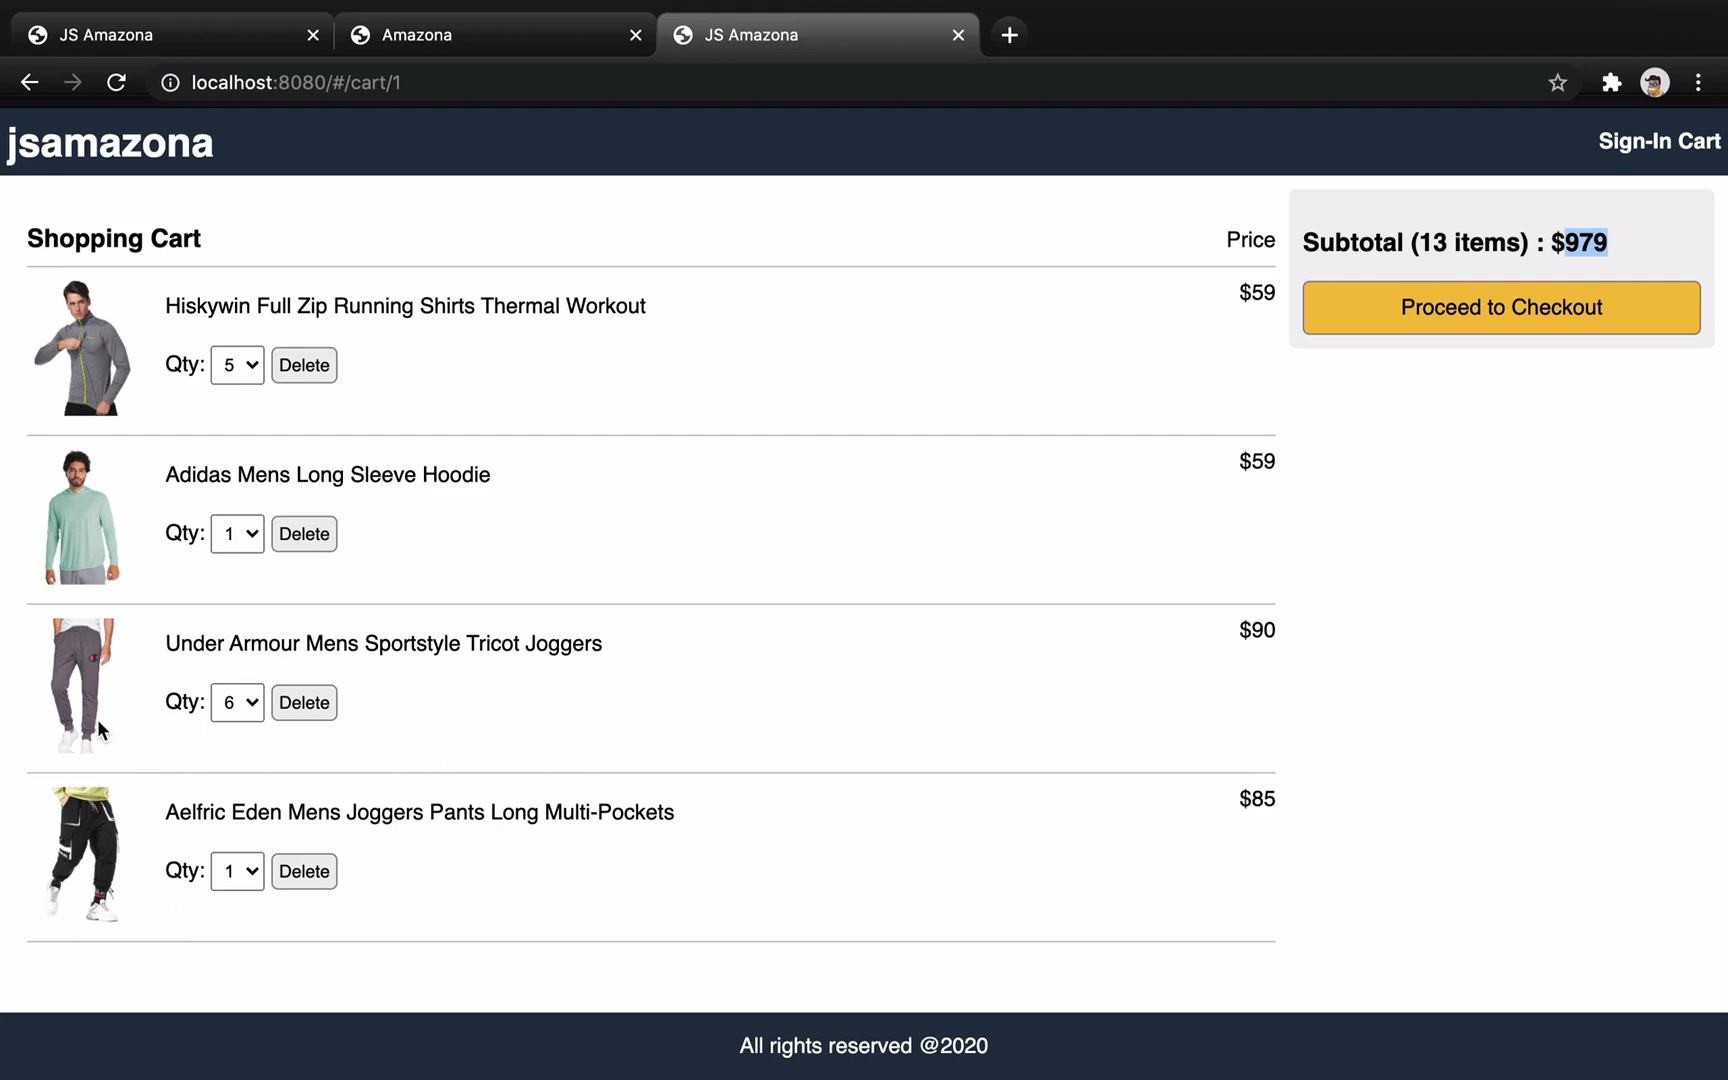 JS Amazona
Amazona
JS Amazona
localhost:8080/#/cart/1
jsamazona
Sign-In Cart
Shopping Cart
Price
Subtotal (13 items) : $979
Proceed to Checkout
Hiskywin Full Zip Running Shirts Thermal Workout
$59
Qty: 5 Delete
Adidas Mens Long Sleeve Hoodie
$59
Qty: 1 Delete
Under Armour Mens Sportstyle Tricot Joggers
$90
Qty: 6 Delete
Aelfric Eden Mens Joggers Pants Long Multi-Pockets
$85
Qty: 1 Delete
All rights reserved @2020